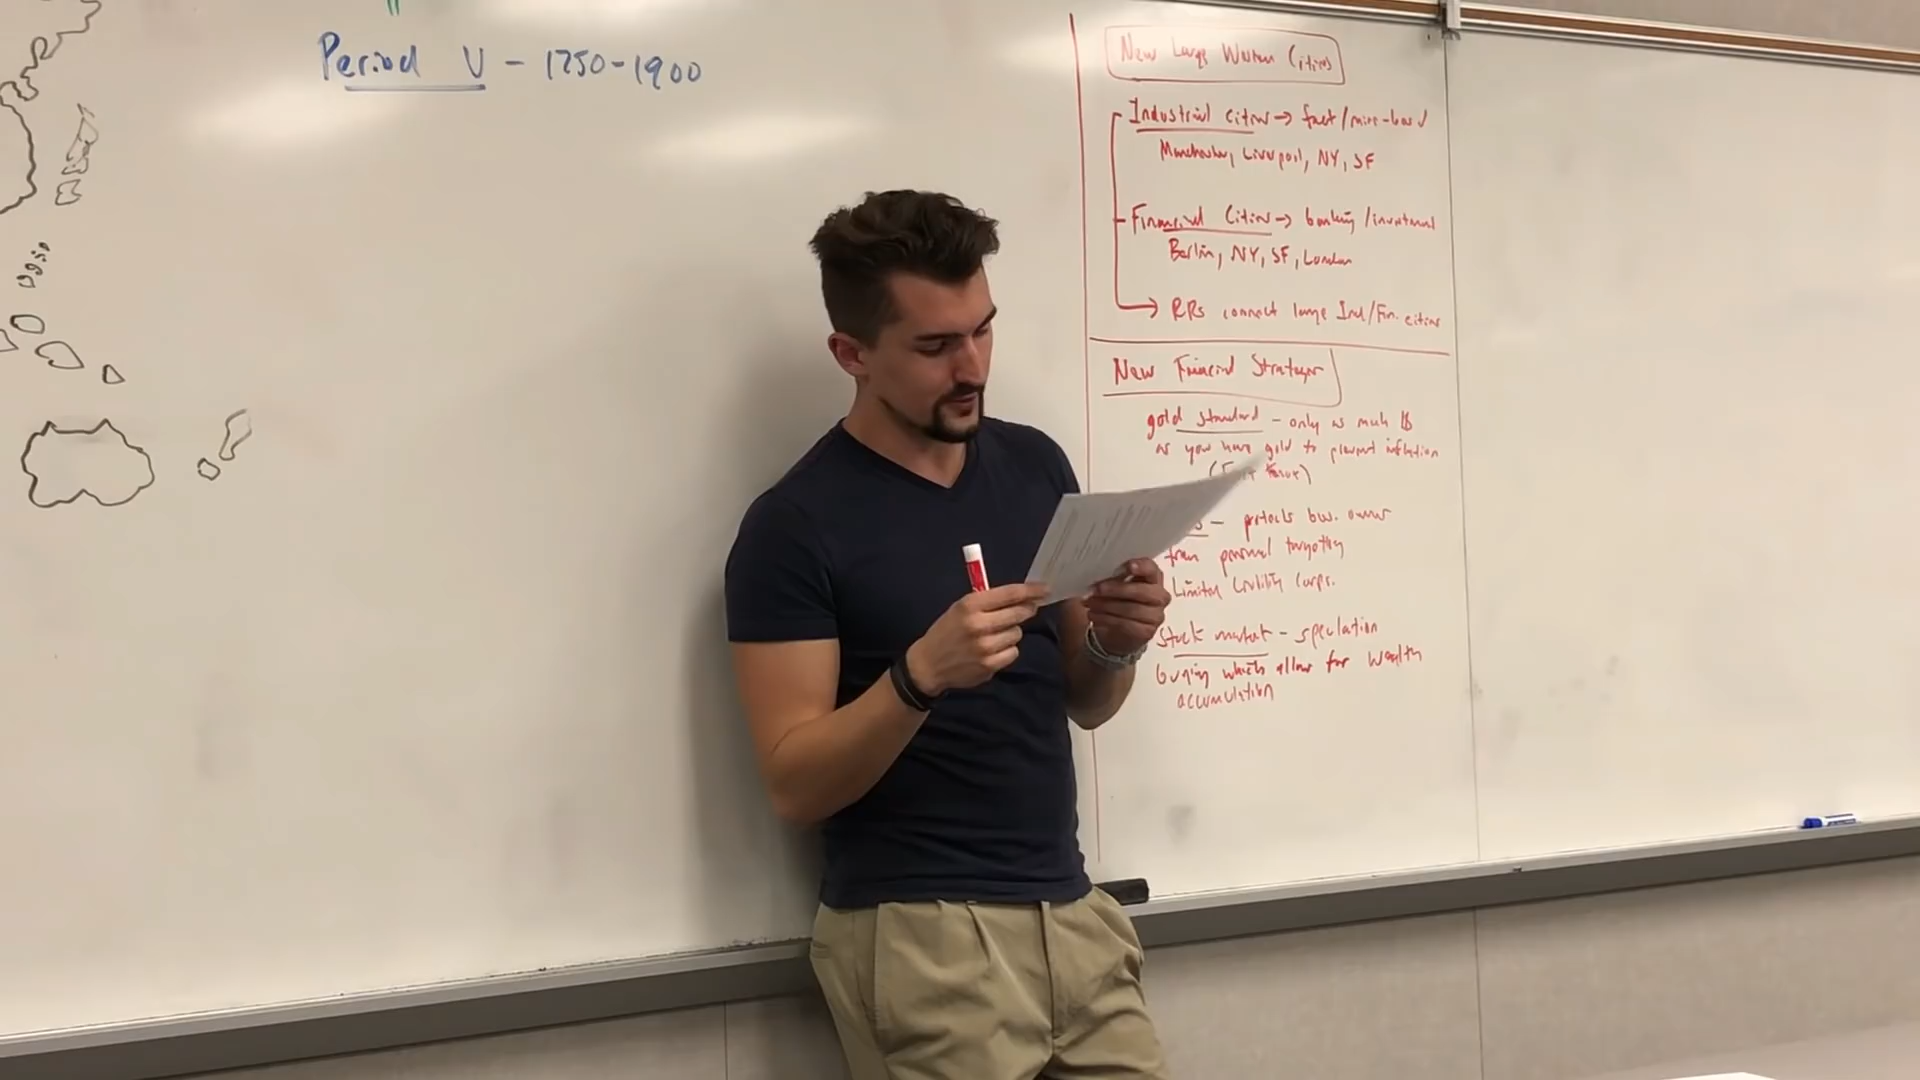 Period V - 1750-1900
New Large Western Cities
Industrial cities → fact/mine-based
Manchester, Liverpool, NY, SF
Financial Cities → banking/investment
Berlin, NY, SF, London
→ RRs connect large Ind/Fin. cities
New Financial Strategies
gold standard - only as much $
as you have gold to prevent inflation
- protects bus. owners
from personal targeting
Limited Liability Corps.
Stock market - speculation
buying which allow for wealth
accumulation